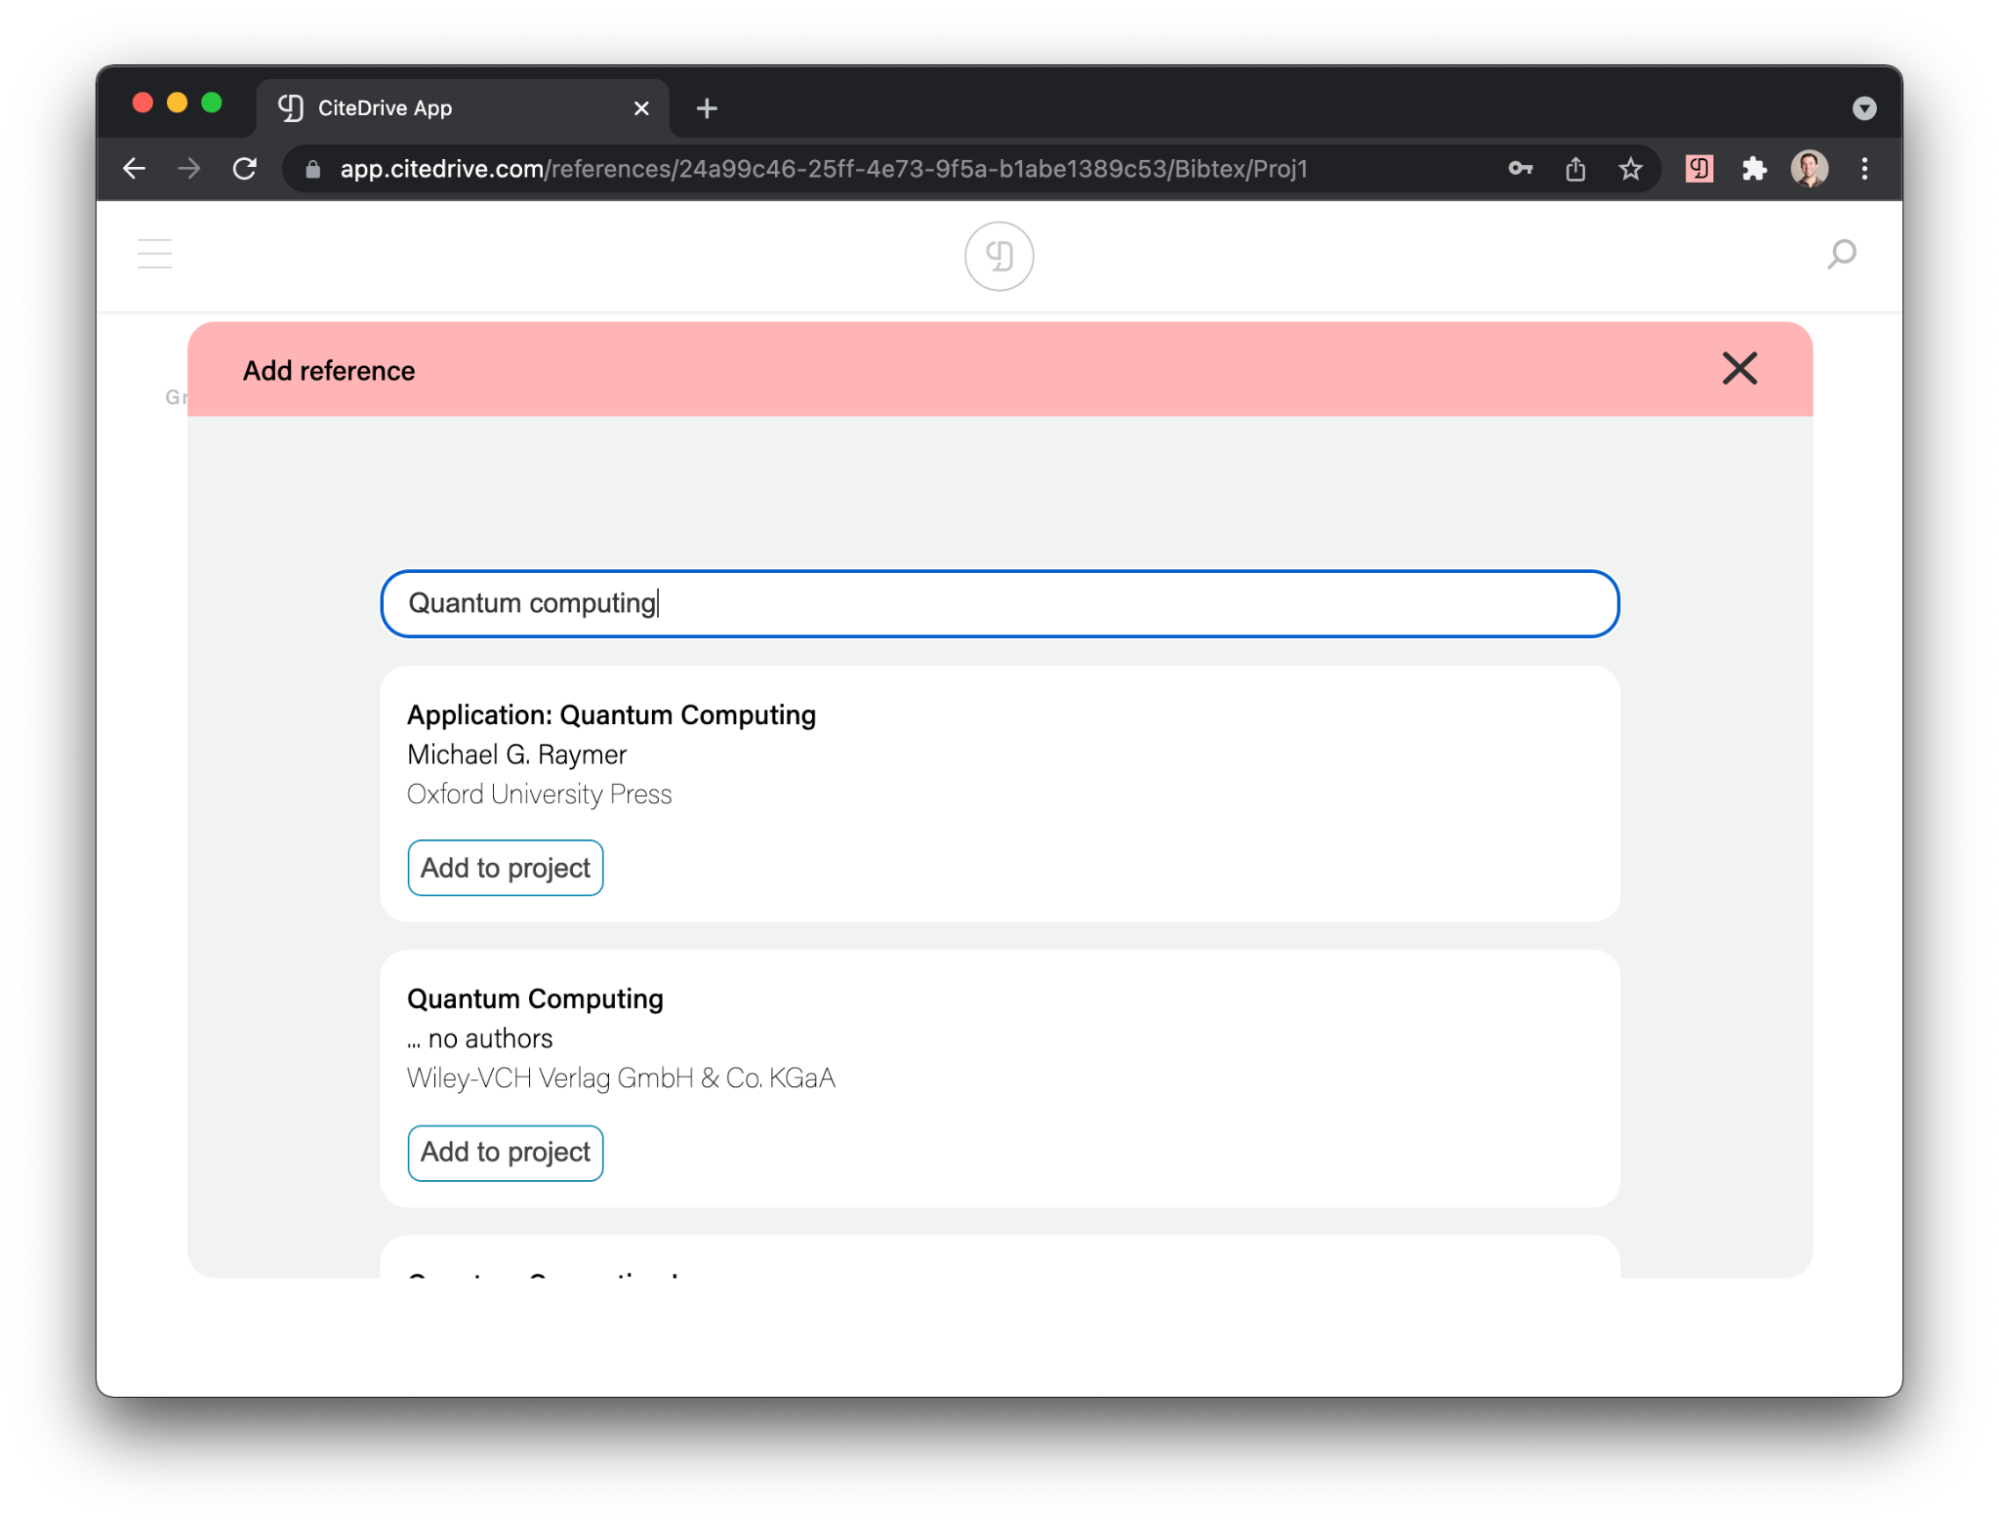 CiteDrive App
app.citedrive.com/references/24a99c46-25ff-4e73-9f5a-b1abe1389c53/Bibtex/Proj1
Add reference
Quantum computing
Application: Quantum Computing
Michael G. Raymer
Oxford University Press
Add to project
Quantum Computing
... no authors
Wiley-VCH Verlag GmbH & Co. KGaA
Add to project